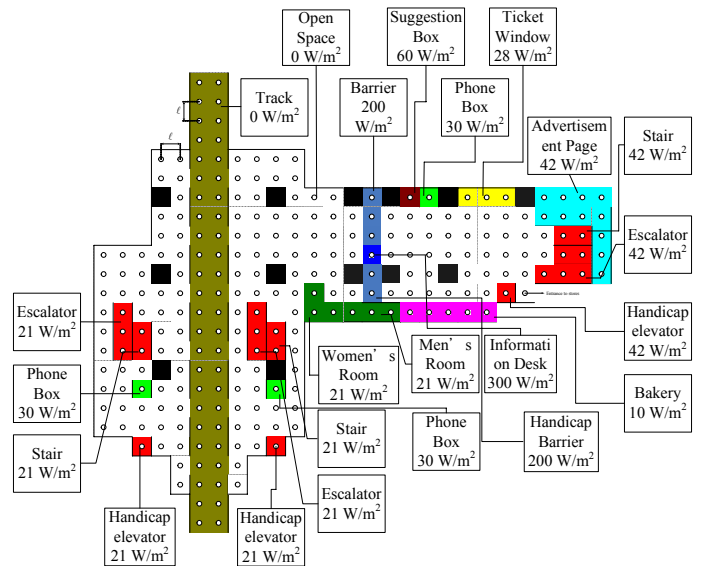 Open
Space
0 W/m²
Suggestion
Box
60 W/m²
Ticket
Window
28 W/m²
Track
0 W/m²
Barrier
200
W/m²
Phone
Box
30 W/m²
Advertisem
ent Page
42 W/m²
Stair
42 W/m²
ℓ
ℓ
Escalator
42 W/m²
Entrance to stores
Escalator
21 W/m²
Handicap
elevator
42 W/m²
Women's
Room
21 W/m²
Men's
Room
21 W/m²
Informati
on Desk
300 W/m²
Phone
Box
30 W/m²
Bakery
10 W/m²
Stair
21 W/m²
Stair
21 W/m²
Phone
Box
30 W/m²
Handicap
Barrier
200 W/m²
Escalator
21 W/m²
Handicap
elevator
21 W/m²
Handicap
elevator
21 W/m²